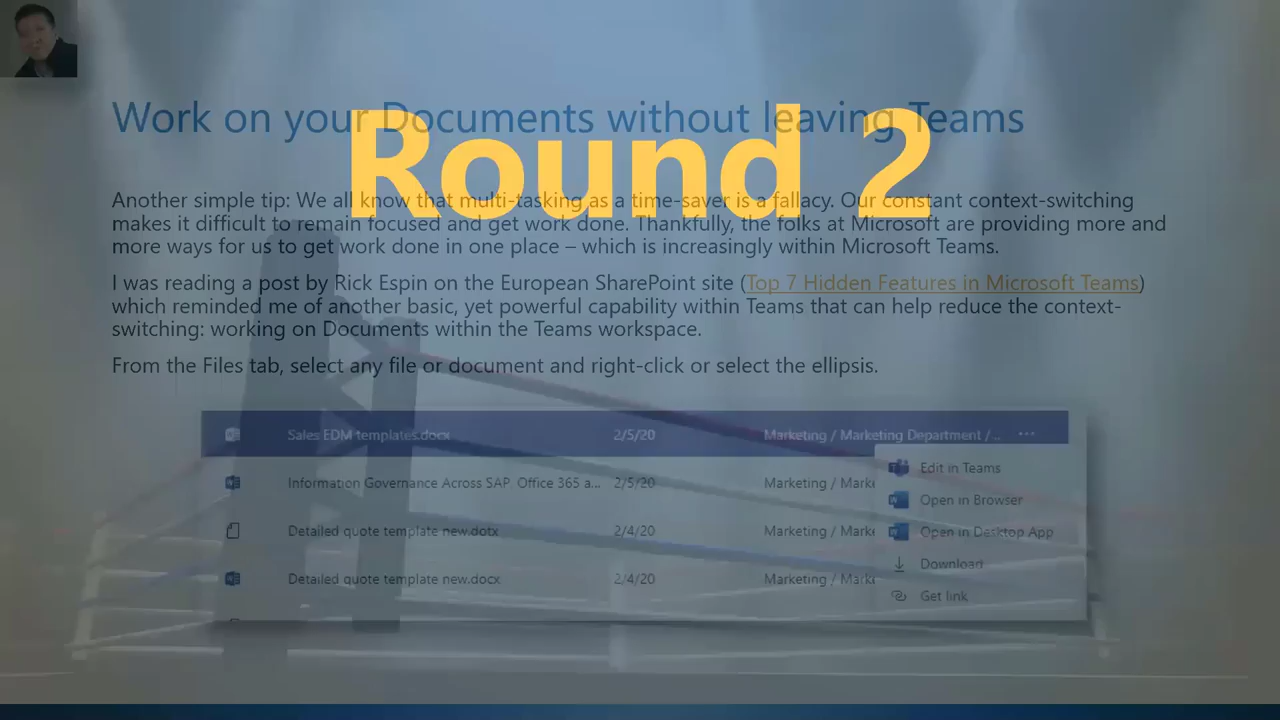 Work on your Documents without leaving Teams
Round 2
Another simple tip: We all know that multi-tasking as a time-saver is a fallacy. Our constant context-switching
makes it difficult to remain focused and get work done. Thankfully, the folks at Microsoft are providing more and
more ways for us to get work done in one place – which is increasingly within Microsoft Teams.
I was reading a post by Rick Espin on the European SharePoint site (Top 7 Hidden Features in Microsoft Teams)
which reminded me of another basic, yet powerful capability within Teams that can help reduce the context-
switching: working on Documents within the Teams workspace.
From the Files tab, select any file or document and right-click or select the ellipsis.
Sales EDM templates.docx 2/5/20 Marketing / Marketing Department /... ...
Edit in Teams
Information Governance Across SAP, Office 365 a... 2/5/20 Marketing / Marke
Open in Browser
Detailed quote template new.dotx 2/4/20 Marketing / Marke
Open in Desktop App
Download
Detailed quote template new.docx 2/4/20 Marketing / Marke
Get link